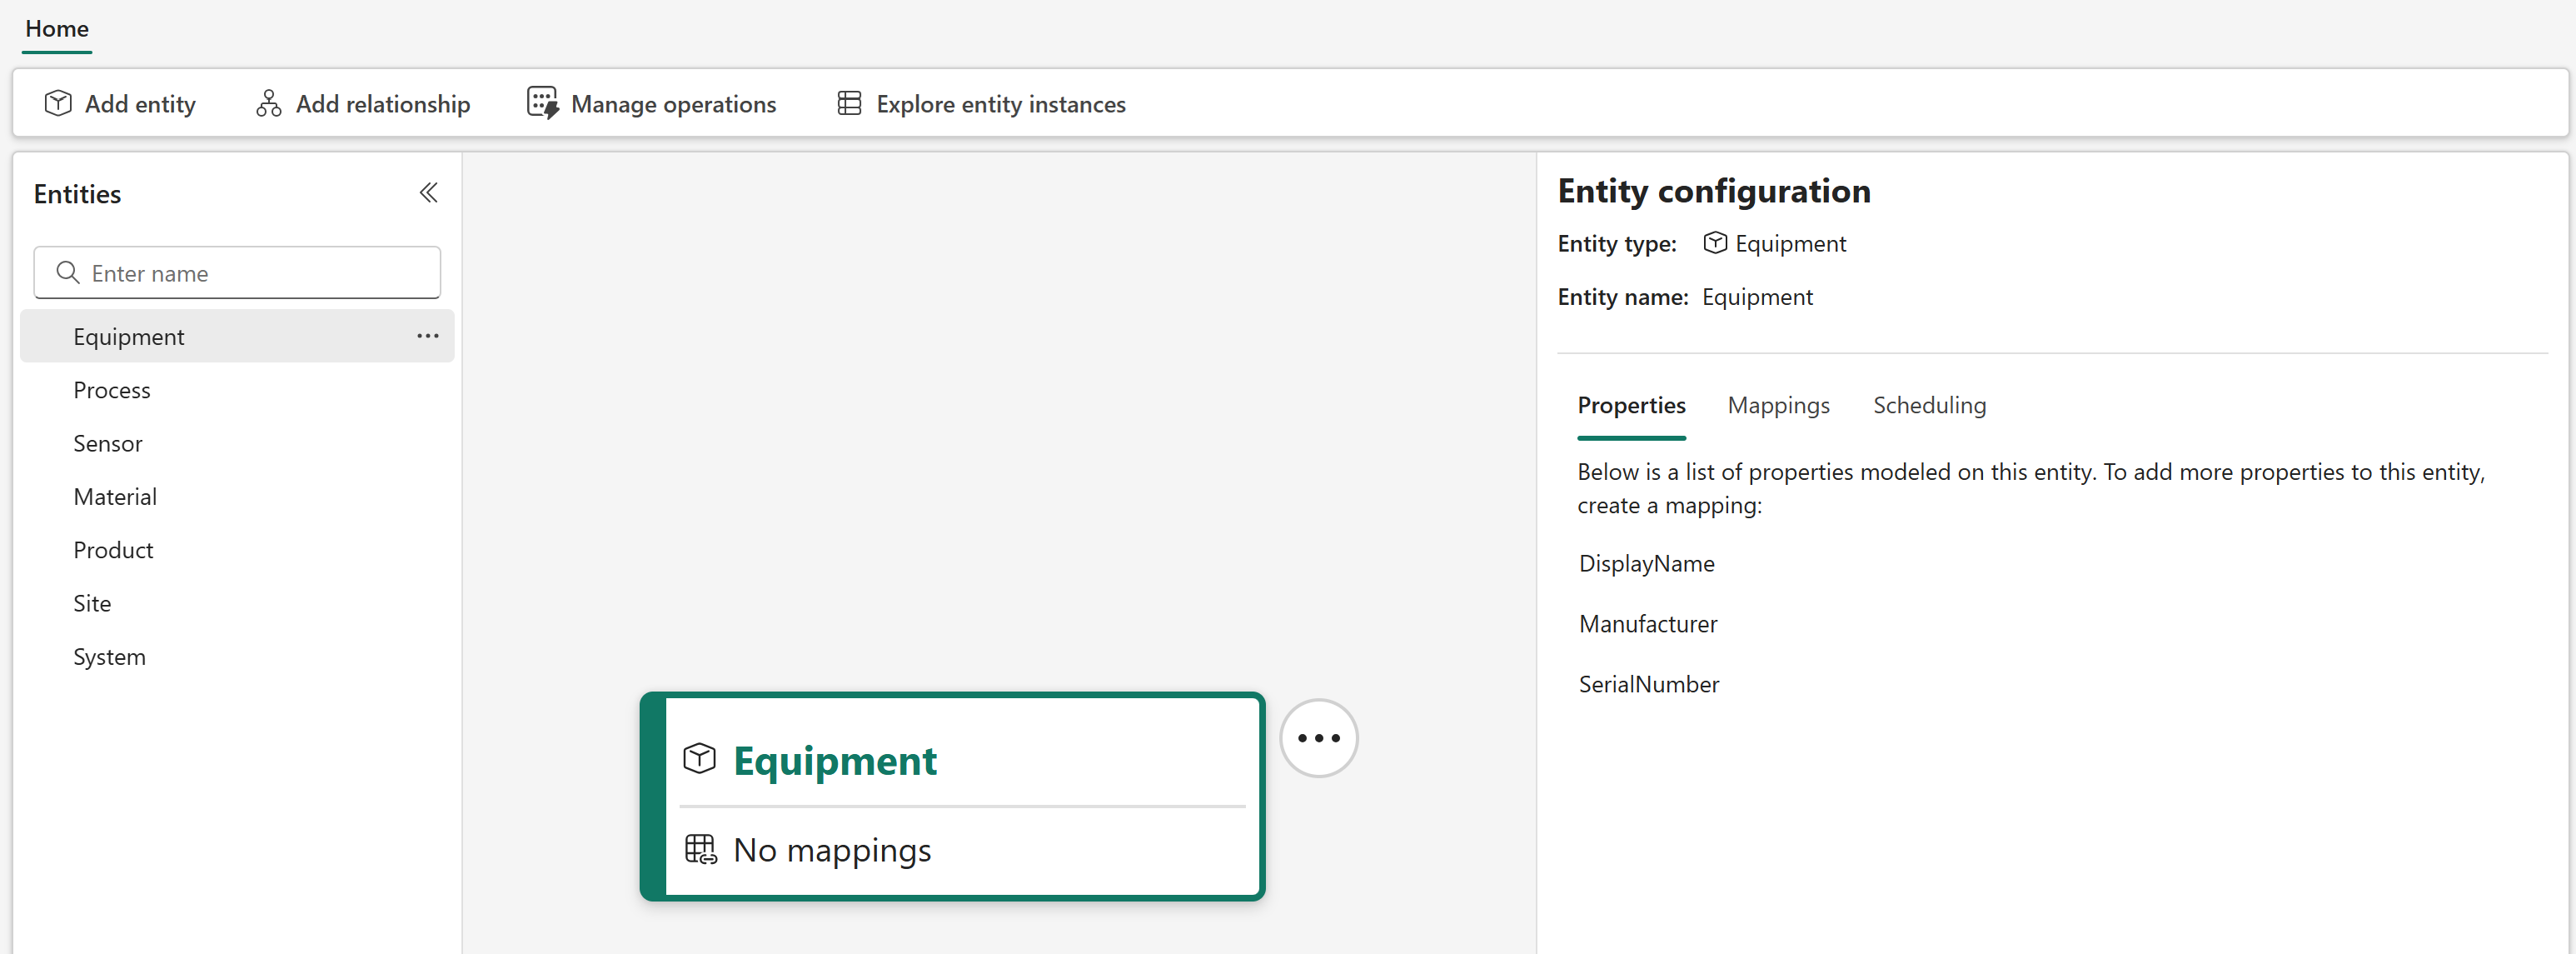 Home
Add entity
Add relationship
Manage operations
Explore entity instances
Entities
Enter name
Equipment
Process
Sensor
Material
Product
Site
System
Equipment
No mappings
Entity configuration
Entity type: Equipment
Entity name: Equipment
Properties
Mappings
Scheduling
Below is a list of properties modeled on this entity. To add more properties to this entity,
create a mapping:
DisplayName
Manufacturer
SerialNumber